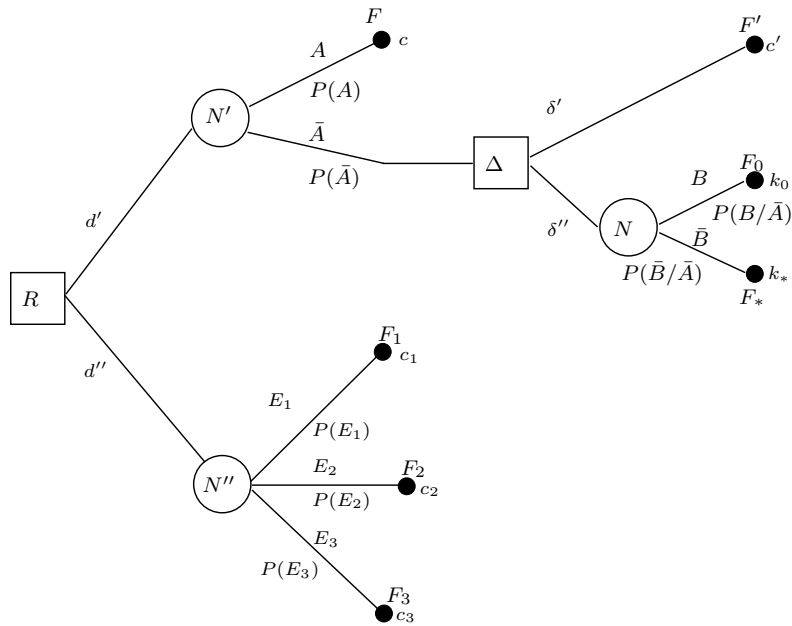 F
A
c
P(A)
N′
Ā
P(Ā)
F′
c′
δ′
Δ
δ′′
F₀
B
k₀
P(B/Ā)
N
B̄
P(B̄/Ā)
k∗
F∗
d′
R
d′′
F₁
c₁
E₁
P(E₁)
N′′
E₂
F₂
P(E₂)
c₂
E₃
P(E₃)
F₃
c₃